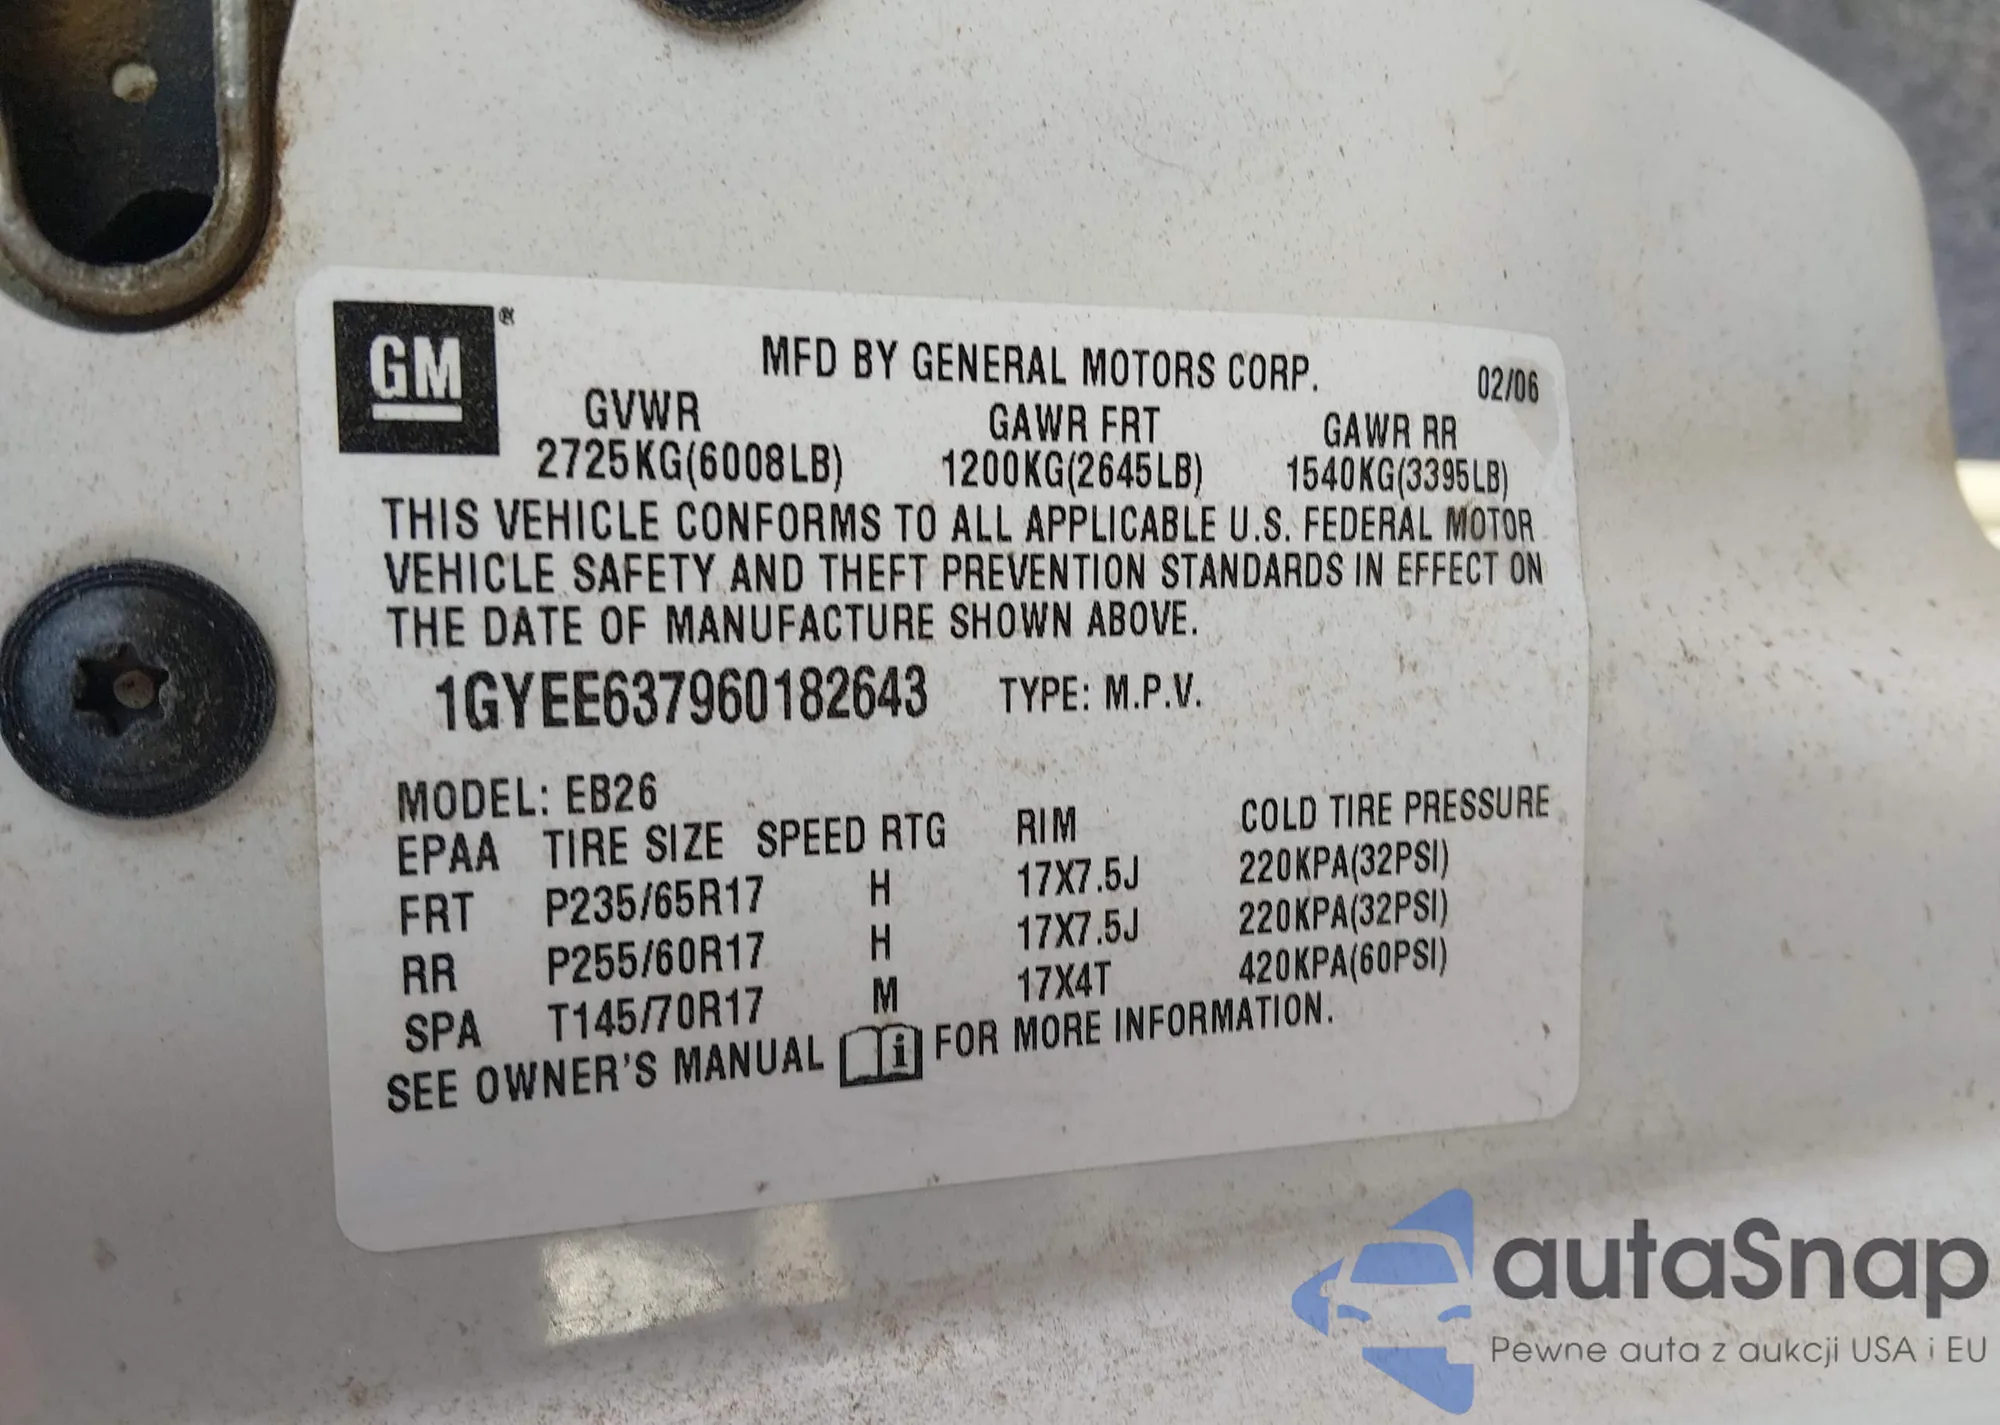 GM®
MFD BY GENERAL MOTORS CORP. 02/06
GVWR GAWR FRT GAWR RR
2725KG(6008LB) 1200KG(2645LB) 1540KG(3395LB)
THIS VEHICLE CONFORMS TO ALL APPLICABLE U.S. FEDERAL MOTOR
VEHICLE SAFETY AND THEFT PREVENTION STANDARDS IN EFFECT ON
THE DATE OF MANUFACTURE SHOWN ABOVE.
1GYEE637960182643 TYPE: M.P.V.
MODEL: EB26
EPAA TIRE SIZE SPEED RTG RIM COLD TIRE PRESSURE
FRT P235/65R17 H 17X7.5J 220KPA(32PSI)
RR P255/60R17 H 17X7.5J 220KPA(32PSI)
SPA T145/70R17 M 17X4T 420KPA(60PSI)
SEE OWNER'S MANUAL i FOR MORE INFORMATION.
autaSnap
Pewne auta z aukcji USA i EU